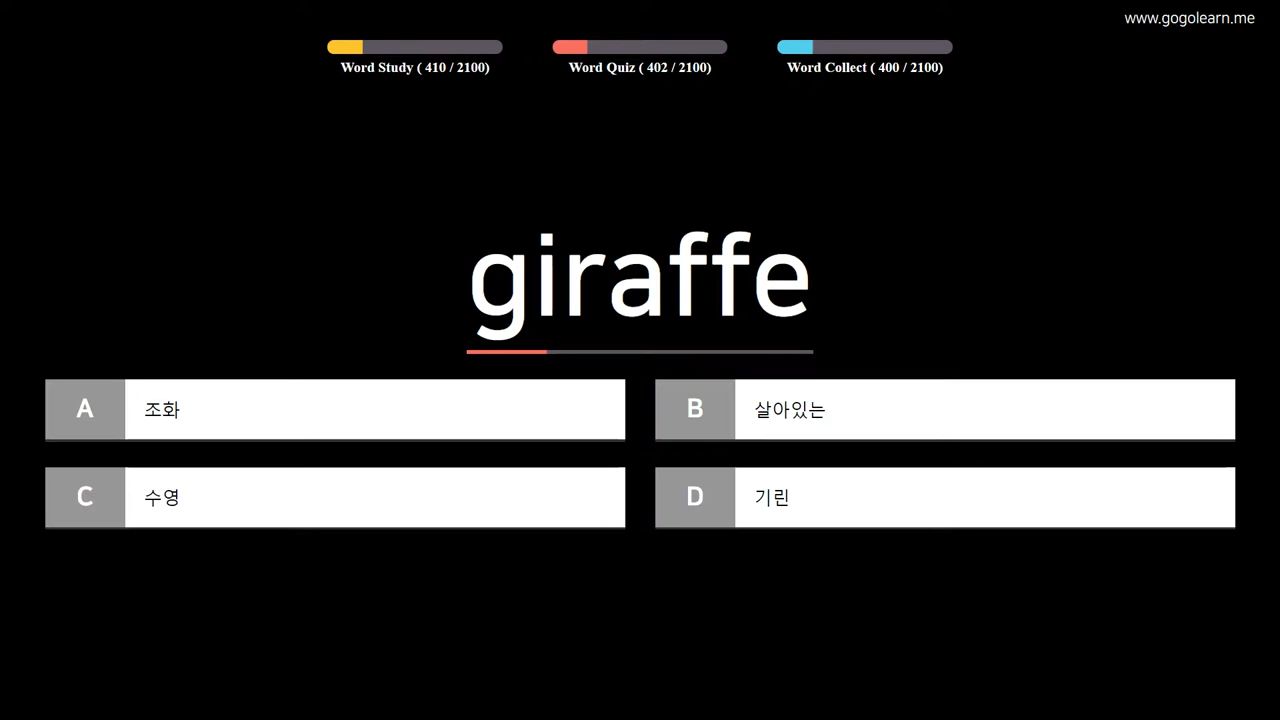 www.gogolearn.me
Word Study ( 410 / 2100)
Word Quiz ( 402 / 2100)
Word Collect ( 400 / 2100)
giraffe
A 조화
B 살아있는
C 수영
D 기린